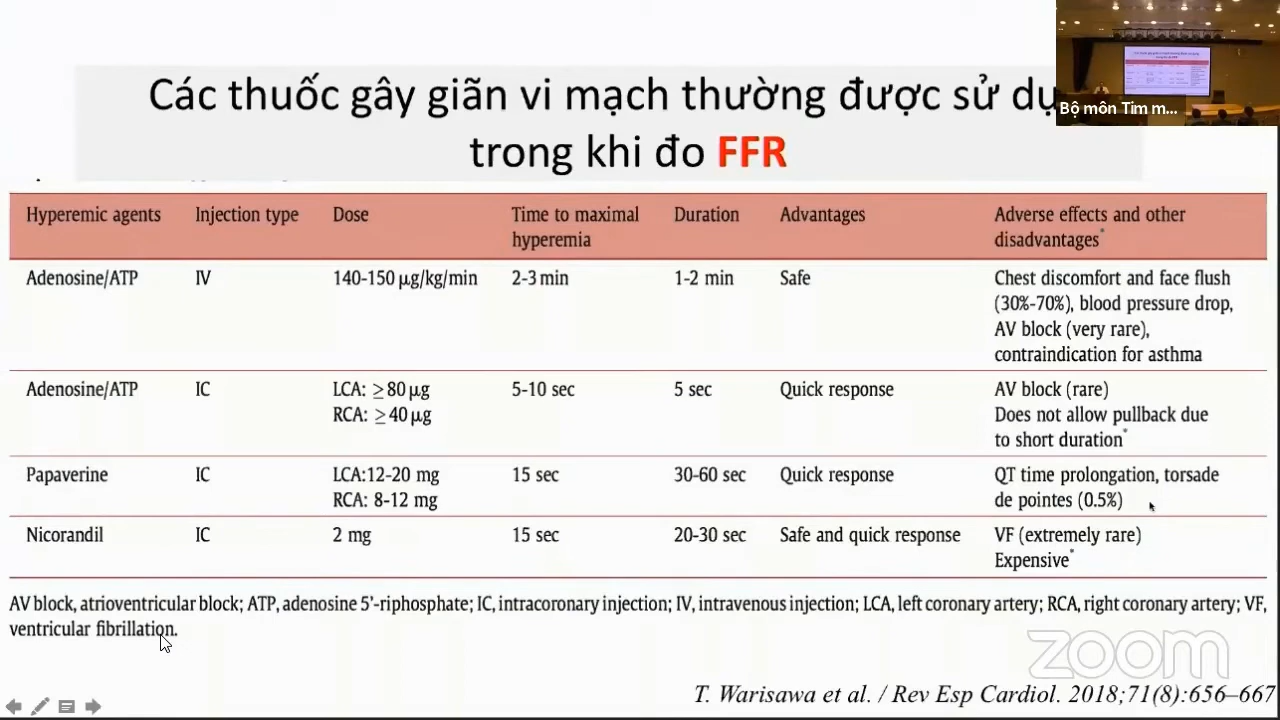 Các thuốc gây giãn vi mạch thường được sử dụ
trong khi đo FFR
Bộ môn Tim m...
Hyperemic agents Injection type Dose Time to maximal hyperemia Duration Advantages Adverse effects and other disadvantages*
Adenosine/ATP IV 140-150 μg/kg/min 2-3 min 1-2 min Safe Chest discomfort and face flush
(30%-70%), blood pressure drop,
AV block (very rare),
contraindication for asthma
Adenosine/ATP IC LCA: ≥80 μg 5-10 sec 5 sec Quick response AV block (rare)
RCA: ≥40 μg Does not allow pullback due
to short duration*
Papaverine IC LCA:12-20 mg 15 sec 30-60 sec Quick response QT time prolongation, torsade
RCA: 8-12 mg de pointes (0.5%)
Nicorandil IC 2 mg 15 sec 20-30 sec Safe and quick response VF (extremely rare)
Expensive*
AV block, atrioventricular block; ATP, adenosine 5'-riphosphate; IC, intracoronary injection; IV, intravenous injection; LCA, left coronary artery; RCA, right coronary artery; VF,
ventricular fibrillation.
zoom
T. Warisawa et al. / Rev Esp Cardiol. 2018;71(8):656–667